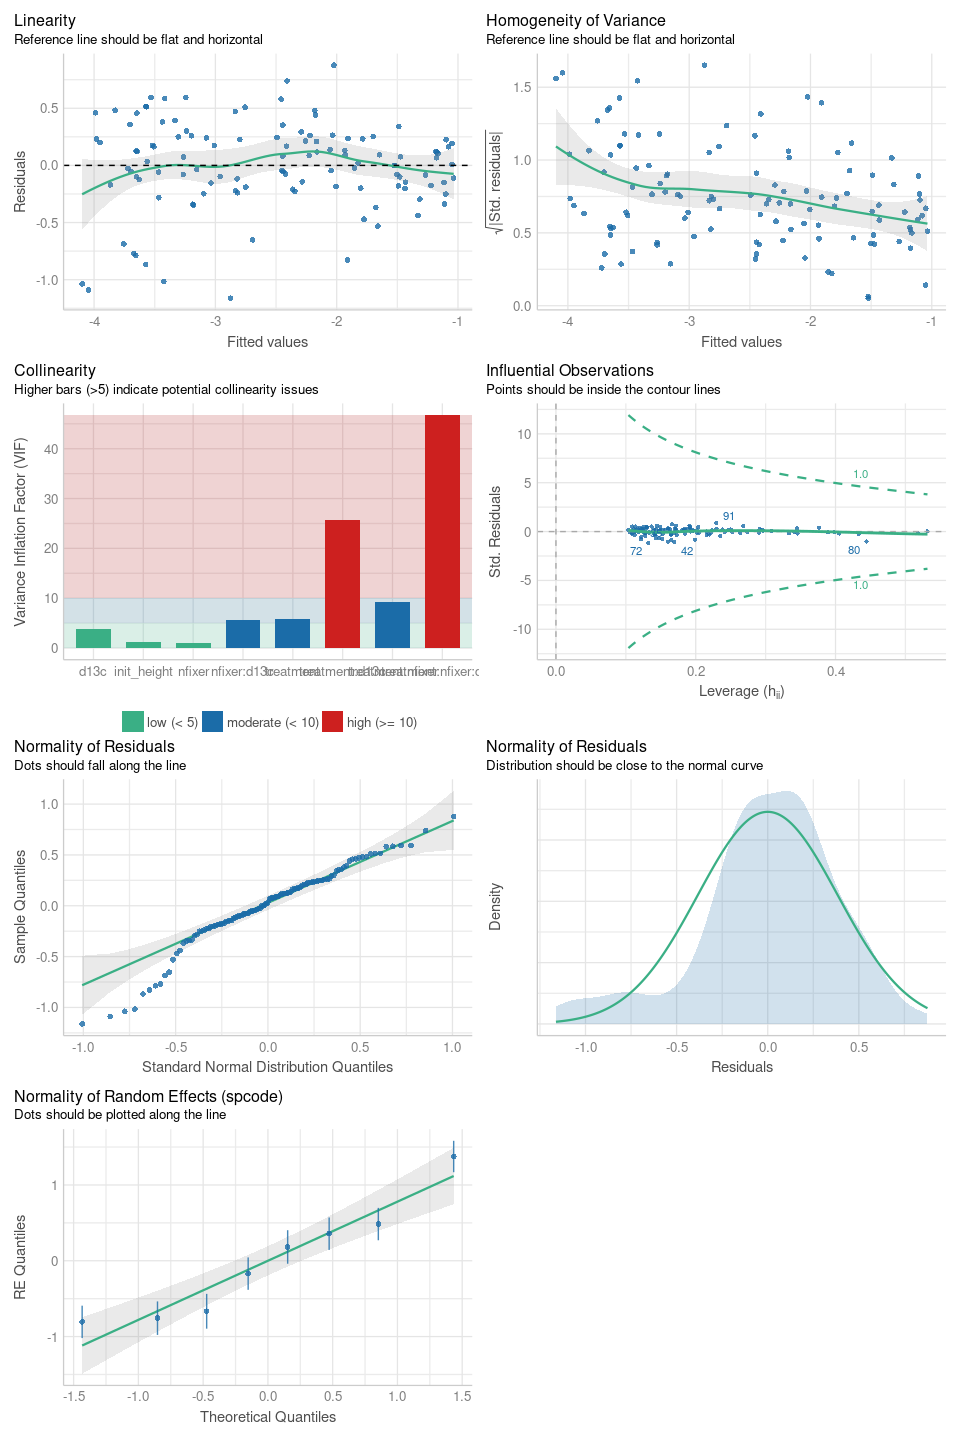 Linearity
Reference line should be flat and horizontal
0.5
0.0
-0.5
-1.0
Residuals
-4
-3
-2
-1
Fitted values
Homogeneity of Variance
Reference line should be flat and horizontal
1.5
1.0
0.5
0.0
√|Std. residuals|
-4
-3
-2
-1
Fitted values
Collinearity
Higher bars (>5) indicate potential collinearity issues
40
30
20
10
0
Variance Inflation Factor (VIF)
d13c init_height nfixer nfixer:d13c
low (< 5) moderate (< 10) high (>= 10)
Influential Observations
Points should be inside the contour lines
10
5
0
-5
-10
Std. Residuals
1.0
91
72
42
80
1.0
0.0
0.2
0.4
Leverage (hii)
Normality of Residuals
Dots should fall along the line
1.0
0.5
0.0
-0.5
-1.0
Sample Quantiles
-1.0
-0.5
0.0
0.5
1.0
Standard Normal Distribution Quantiles
Normality of Residuals
Distribution should be close to the normal curve
Density
-1.0
-0.5
0.0
0.5
Residuals
Normality of Random Effects (spcode)
Dots should be plotted along the line
1
0
-1
RE Quantiles
-1.5
-1.0
-0.5
0.0
0.5
1.0
1.5
Theoretical Quantiles